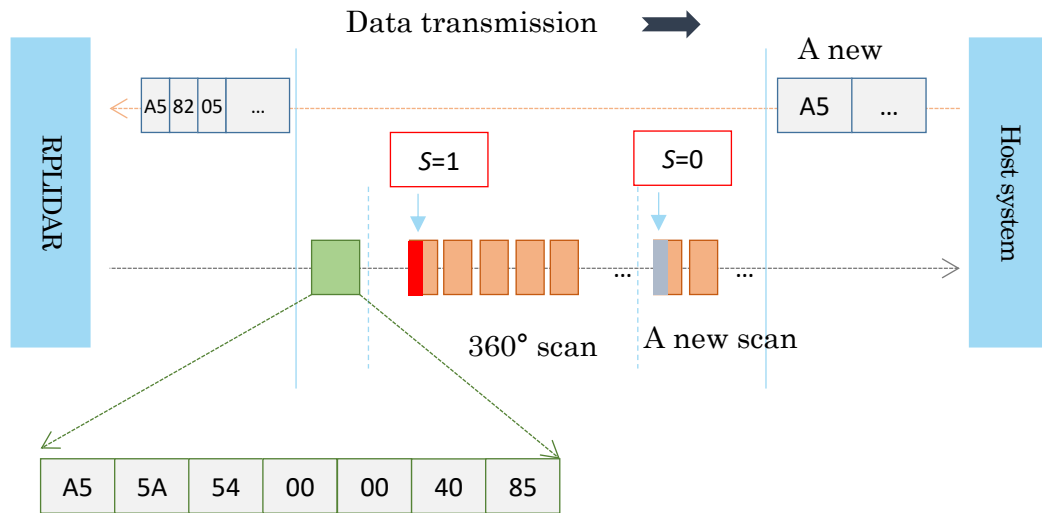 Data transmission
A new
A5 82 05 ...
A5 ...
RPLIDAR
Host system
S=1
S=0
... ...
360° scan
A new scan
A5 5A 54 00 00 40 85